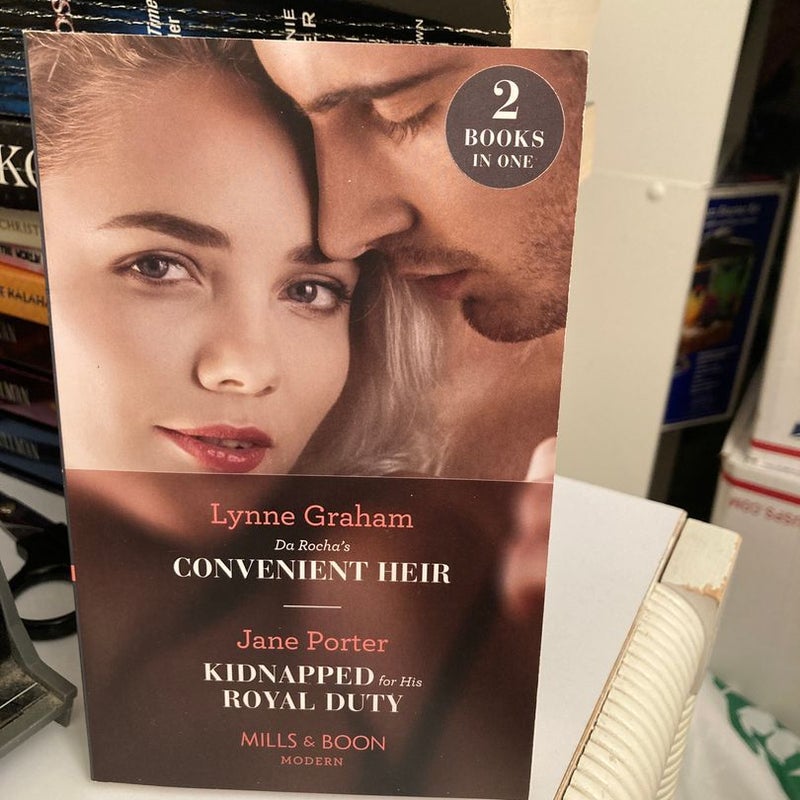 2
BOOKS
IN ONE
Lynne Graham
Da Rocha's
CONVENIENT HEIR
Jane Porter
KIDNAPPED for His
ROYAL DUTY
MILLS & BOON
MODERN